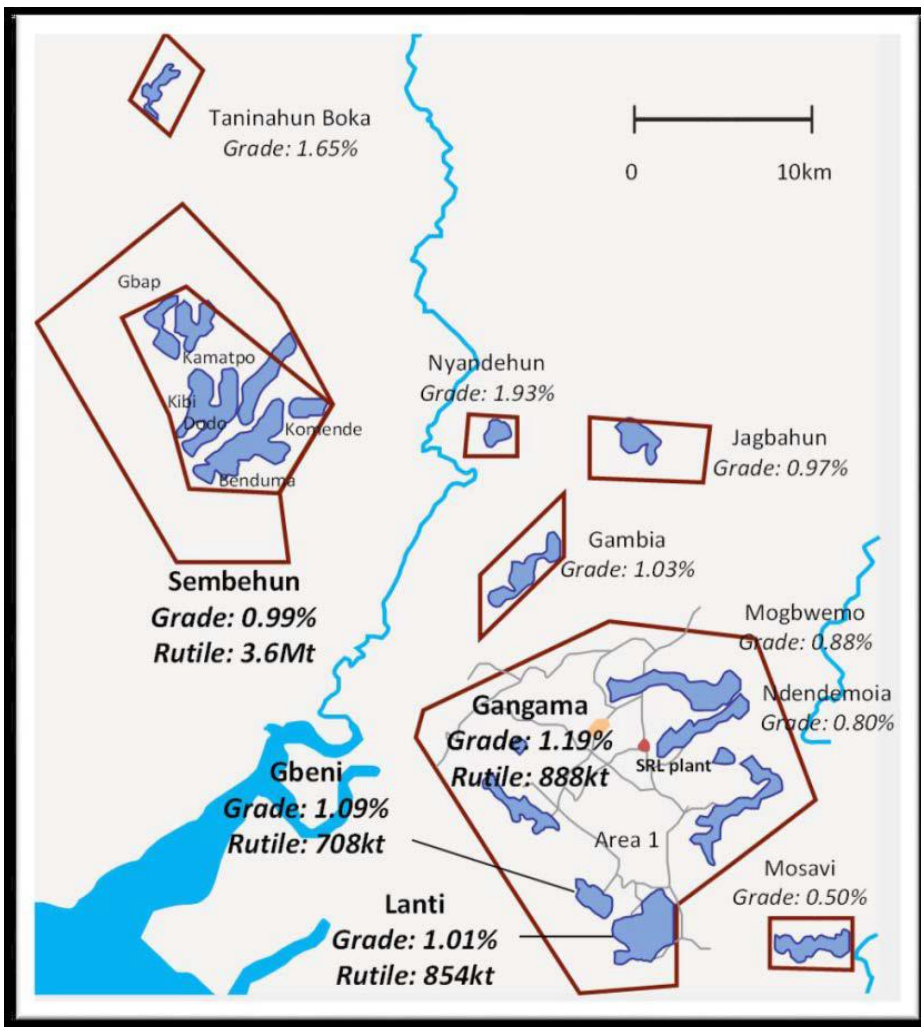 Taninahun Boka
Grade: 1.65%
0
10km
Gbap
Kamatpo
Kibi
Dodo
Komende
Benduma
Nyandehun
Grade: 1.93%
Jagbahun
Grade: 0.97%
Gambia
Grade: 1.03%
Sembehun
Grade: 0.99%
Rutile: 3.6Mt
Mogbwemo
Grade: 0.88%
Ndendemoia
Grade: 0.80%
Gangama
Grade: 1.19%
Rutile: 888kt
SRL plant
Gbeni
Grade: 1.09%
Rutile: 708kt
Area 1
Mosavi
Grade: 0.50%
Lanti
Grade: 1.01%
Rutile: 854kt